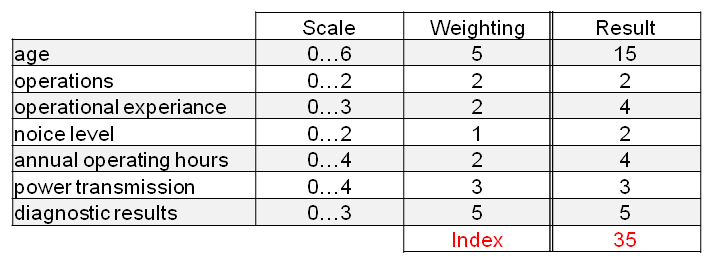 Scale Weighting Result
age 0...6 5 15
operations 0...2 2 2
operational experiance 0...3 2 4
noice level 0...2 1 2
annual operating hours 0...4 2 4
power transmission 0...4 3 3
diagnostic results 0...3 5 5
Index 35